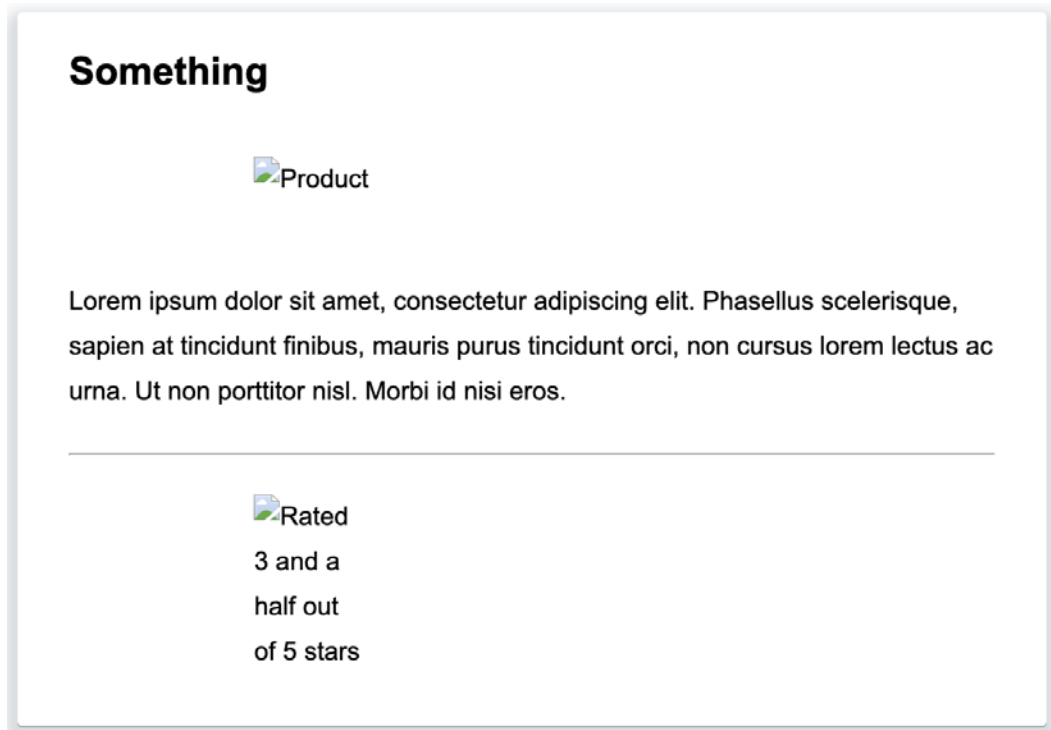 Something
Product
Lorem ipsum dolor sit amet, consectetur adipiscing elit. Phasellus scelerisque,
sapien at tincidunt finibus, mauris purus tincidunt orci, non cursus lorem lectus ac
urna. Ut non porttitor nisl. Morbi id nisi eros.
Rated
3 and a
half out
of 5 stars